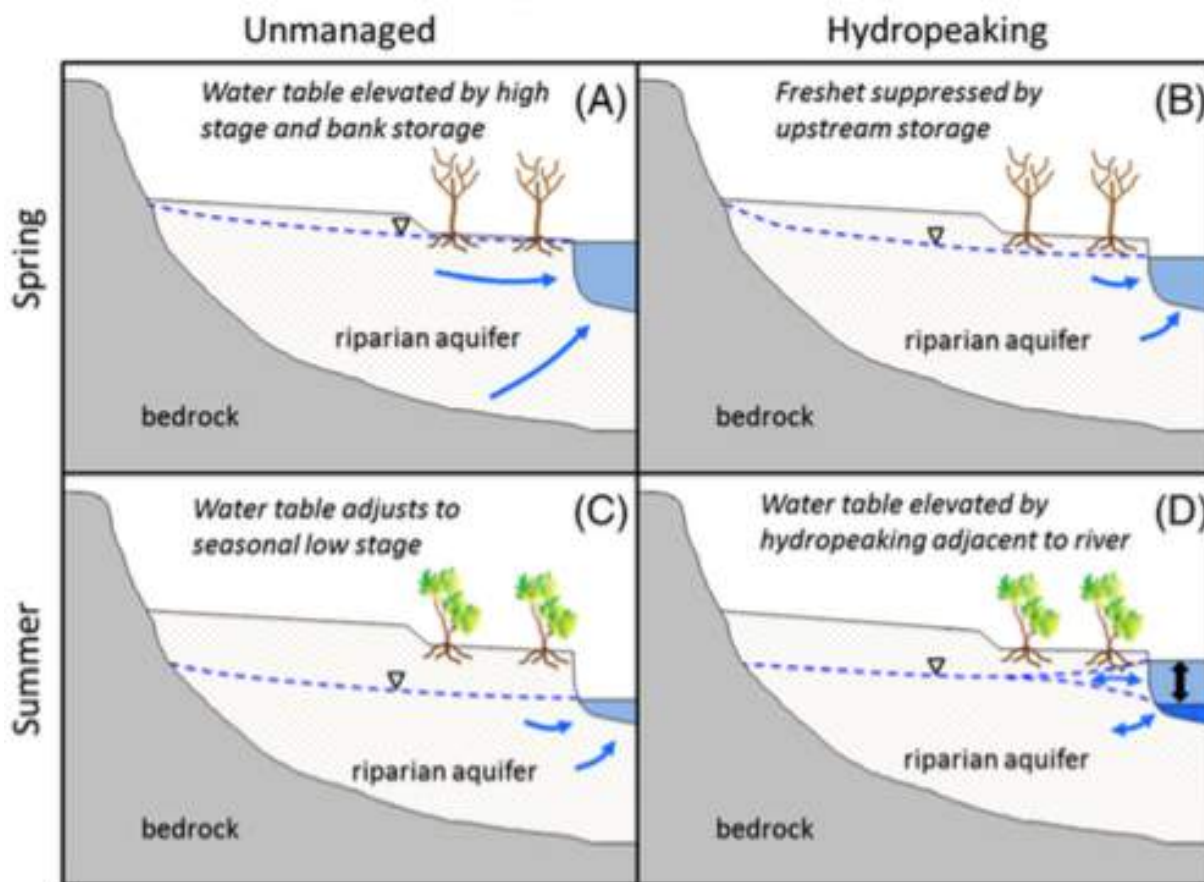 Unmanaged
Hydropeaking
Spring
Water table elevated by high
stage and bank storage
(A)
riparian aquifer
bedrock
Freshet suppressed by
upstream storage
(B)
riparian aquifer
bedrock
Summer
Water table adjusts to
seasonal low stage
(C)
riparian aquifer
bedrock
Water table elevated by
hydropeaking adjacent to river
(D)
riparian aquifer
bedrock